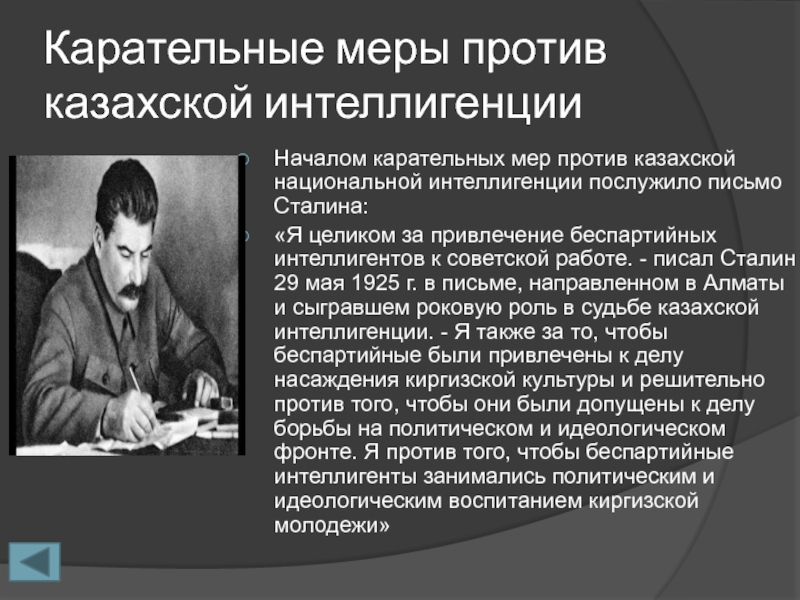 Карательные меры против
казахской интеллигенции
Началом карательных мер против казахской
национальной интеллигенции послужило письмо
Сталина:
«Я целиком за привлечение беспартийных
интеллигентов к советской работе. - писал Сталин
29 мая 1925 г. в письме, направленном в Алматы
и сыгравшем роковую роль в судьбе казахской
интеллигенции. - Я также за то, чтобы
беспартийные были привлечены к делу
насаждения киргизской культуры и решительно
против того, чтобы они были допущены к делу
борьбы на политическом и идеологическом
фронте. Я против того, чтобы беспартийные
интеллигенты занимались политическим и
идеологическим воспитанием киргизской
молодежи»